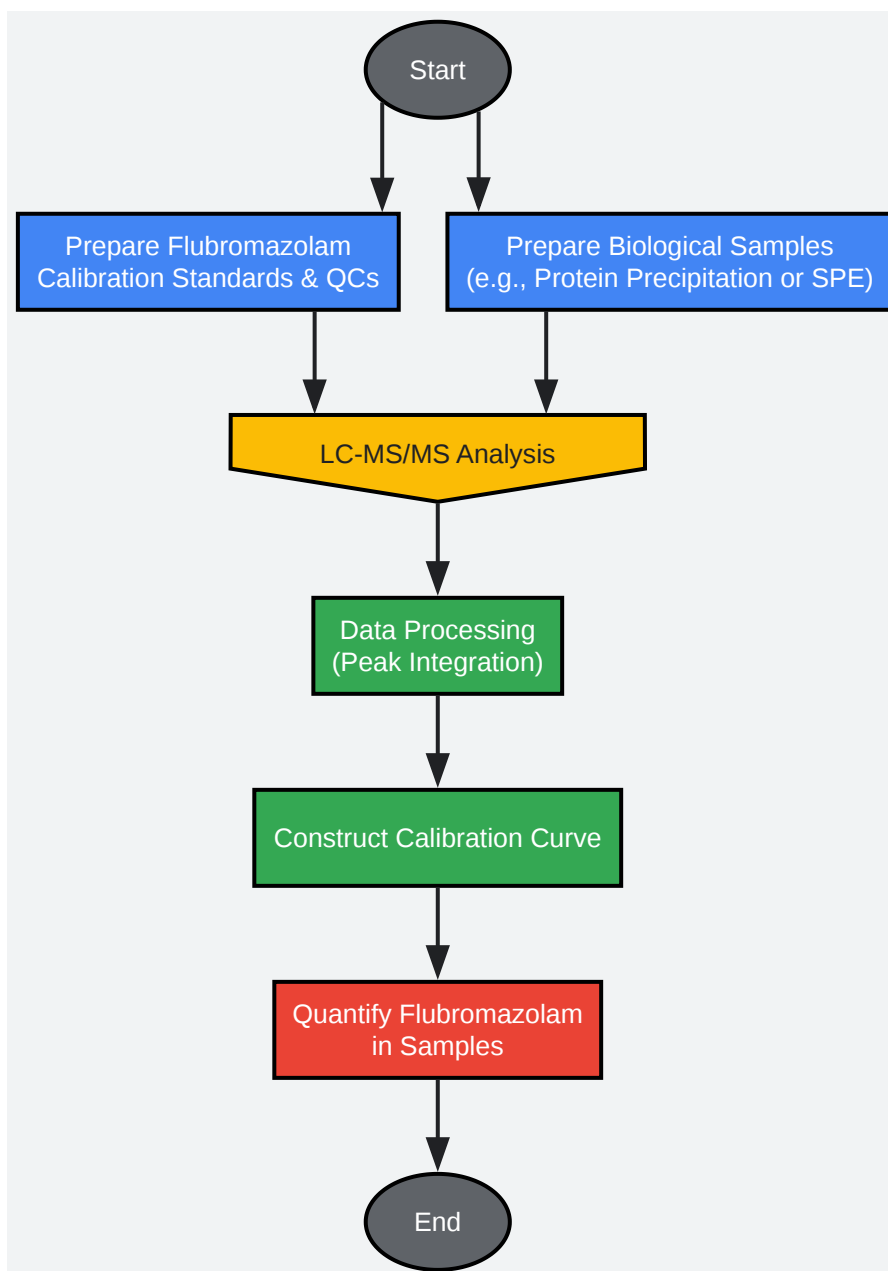 Start
Prepare Flubromazolam
Calibration Standards & QCs
Prepare Biological Samples
(e.g., Protein Precipitation or SPE)
LC-MS/MS Analysis
Data Processing
(Peak Integration)
Construct Calibration Curve
Quantify Flubromazolam
in Samples
End